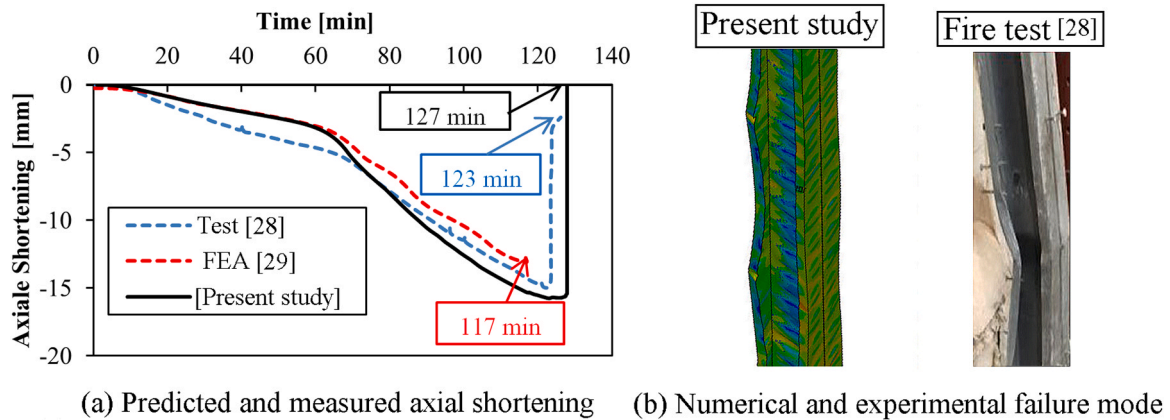 Time [min]
0 20 40 60 80 100 120 140
Axiale Shortening [mm]
0
-5
-10
-15
-20
127 min
123 min
117 min
Test [28]
FEA [29]
[Present study]
(a) Predicted and measured axial shortening
Present study
Fire test [28]
(b) Numerical and experimental failure mode